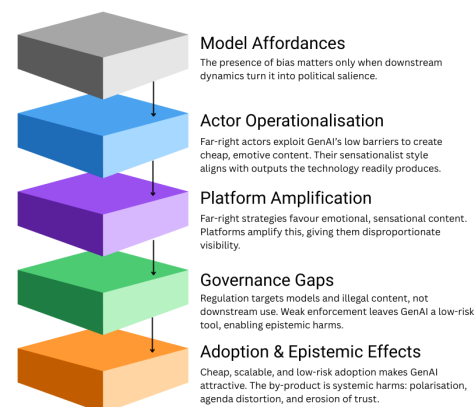 Model Affordances
The presence of bias matters only when downstream
dynamics turn it into political salience.
Actor Operationalisation
Far-right actors exploit GenAI's low barriers to create
cheap, emotive content. Their sensationalist style
aligns with outputs the technology readily produces.
Platform Amplification
Far-right strategies favour emotional, sensational content.
Platforms amplify this, giving them disproportionate
visibility.
Governance Gaps
Regulation targets models and illegal content, not
downstream use. Weak enforcement leaves GenAI a low-risk
tool, enabling epistemic harms.
Adoption & Epistemic Effects
Cheap, scalable, and low-risk adoption makes GenAI
attractive. The by-product is systemic harms: polarisation,
agenda distortion, and erosion of trust.